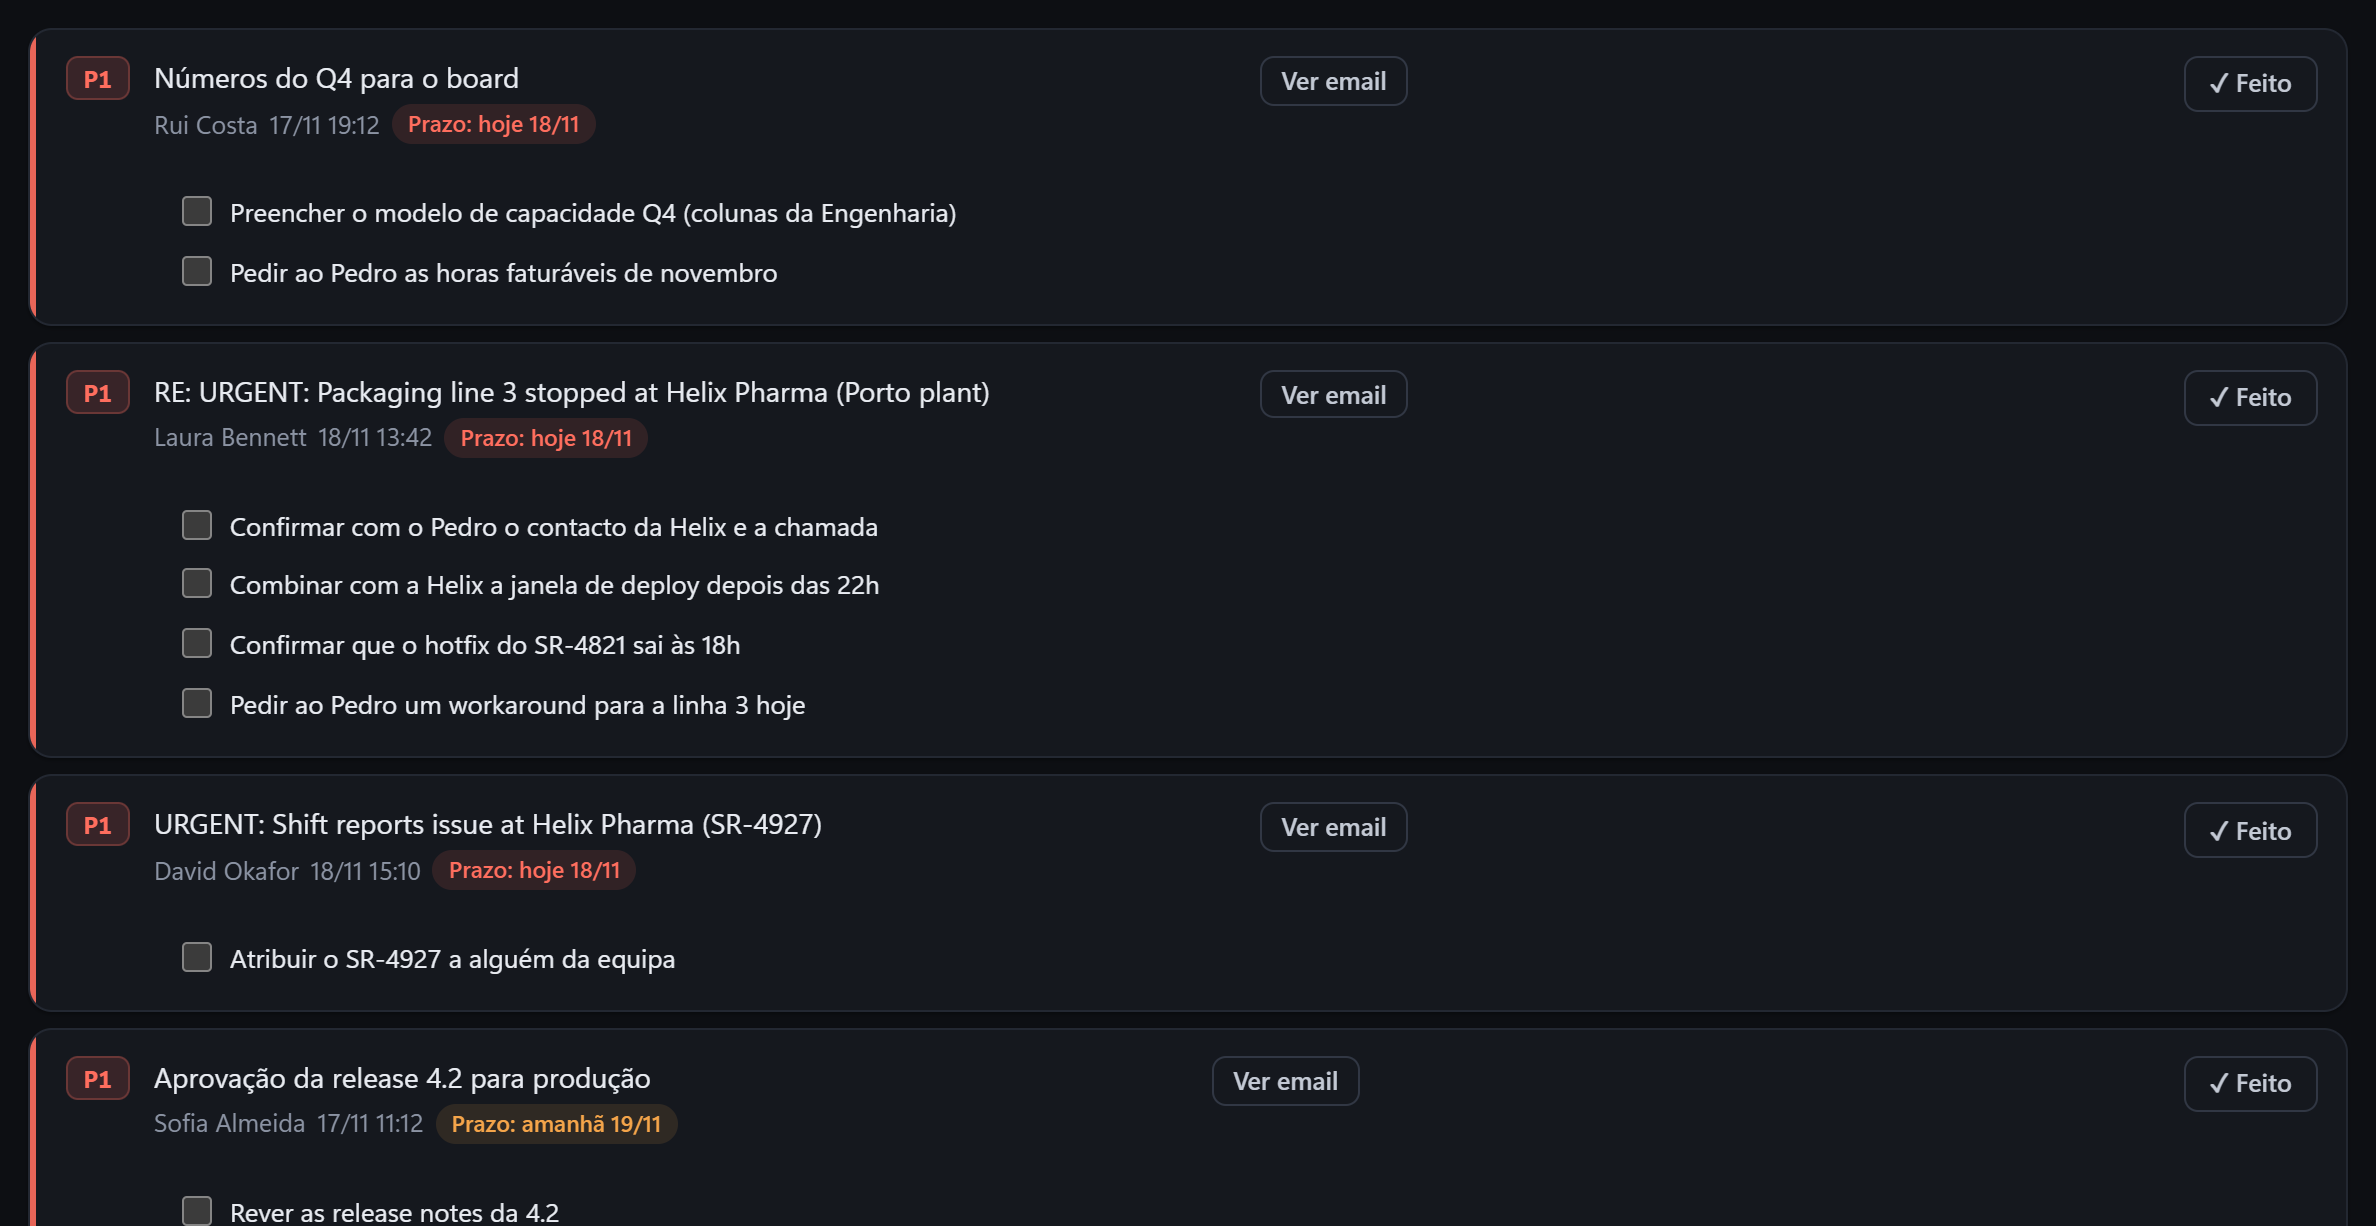 P1 Números do Q4 para o board Ver email ✓ Feito
Rui Costa 17/11 19:12 Prazo: hoje 18/11
Preencher o modelo de capacidade Q4 (colunas da Engenharia)
Pedir ao Pedro as horas faturáveis de novembro
P1 RE: URGENT: Packaging line 3 stopped at Helix Pharma (Porto plant) Ver email ✓ Feito
Laura Bennett 18/11 13:42 Prazo: hoje 18/11
Confirmar com o Pedro o contacto da Helix e a chamada
Combinar com a Helix a janela de deploy depois das 22h
Confirmar que o hotfix do SR-4821 sai às 18h
Pedir ao Pedro um workaround para a linha 3 hoje
P1 URGENT: Shift reports issue at Helix Pharma (SR-4927) Ver email ✓ Feito
David Okafor 18/11 15:10 Prazo: hoje 18/11
Atribuir o SR-4927 a alguém da equipa
P1 Aprovação da release 4.2 para produção Ver email ✓ Feito
Sofia Almeida 17/11 11:12 Prazo: amanhã 19/11
Rever as release notes da 4.2